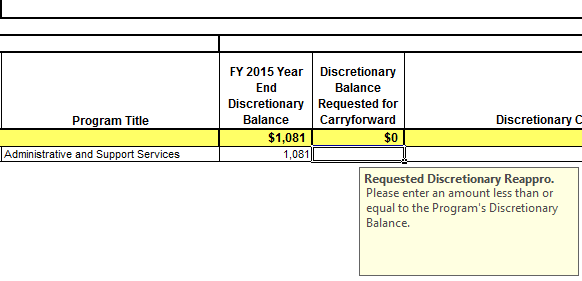 Program Title
FY 2015 Year
End
Discretionary
Balance
Discretionary
Balance
Requested for
Carryforward
Discretionary C
$1,081
$0
Administrative and Support Services
1,081
Requested Discretionary Reappro.
Please enter an amount less than or
equal to the Program's Discretionary
Balance.